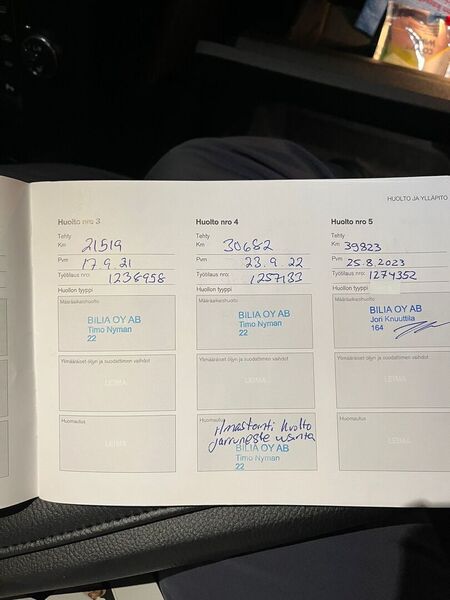 HUOLTO JA YLLÄPITO
Huolto nro 3
Tehty
Km 21519
Pvm 17.9.21
Työtilaus nro: 1238958
Huollon tyyppi
Määräaikaishuolto
BILIA OY AB
Timo Nyman
22
Ylimääräiset öljyn ja suodattimien vaihdot
LEIMA
Huomautus
LEIMA
Huolto nro 4
Tehty
Km 30682
Pvm 23.9.22
Työtilaus nro: 1257133
Huollon tyyppi
Määräaikaishuolto
BILIA OY AB
Timo Nyman
22
Ylimääräiset öljyn ja suodattimien vaihdot
LEIMA
Huomautus
ilmastointi huolto
jarruneste
BILIA OY AB
Timo Nyman
22
Huolto nro 5
Tehty
Km 39823
Pvm 25.8.2023
Työtilaus nro: 1274352
Huollon tyyppi
Määräaikaishuolto
BILIA OY AB
Jori Knuuttila
164
Ylimääräiset öljyn ja suodattimien vaihdot
LEIMA
Huomautus
LEIMA